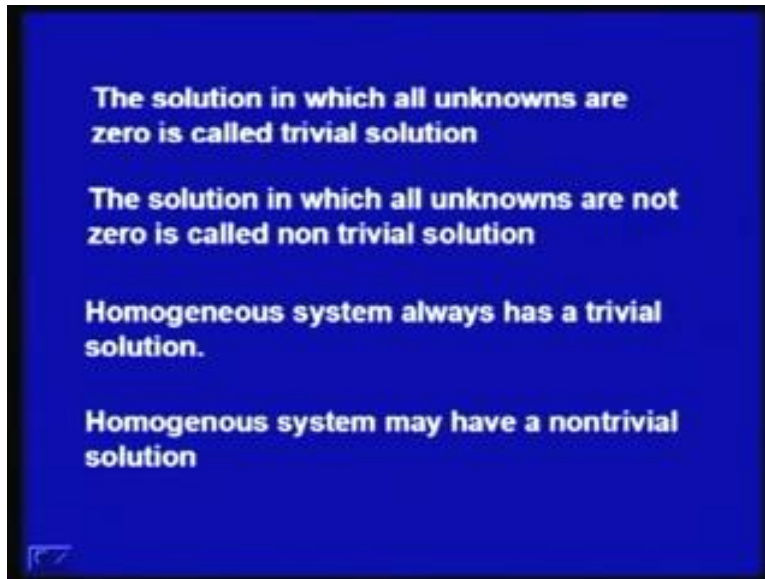 The solution in which all unknowns are
zero is called trivial solution
The solution in which all unknowns are not
zero is called non trivial solution
Homogeneous system always has a trivial
solution.
Homogenous system may have a nontrivial
solution